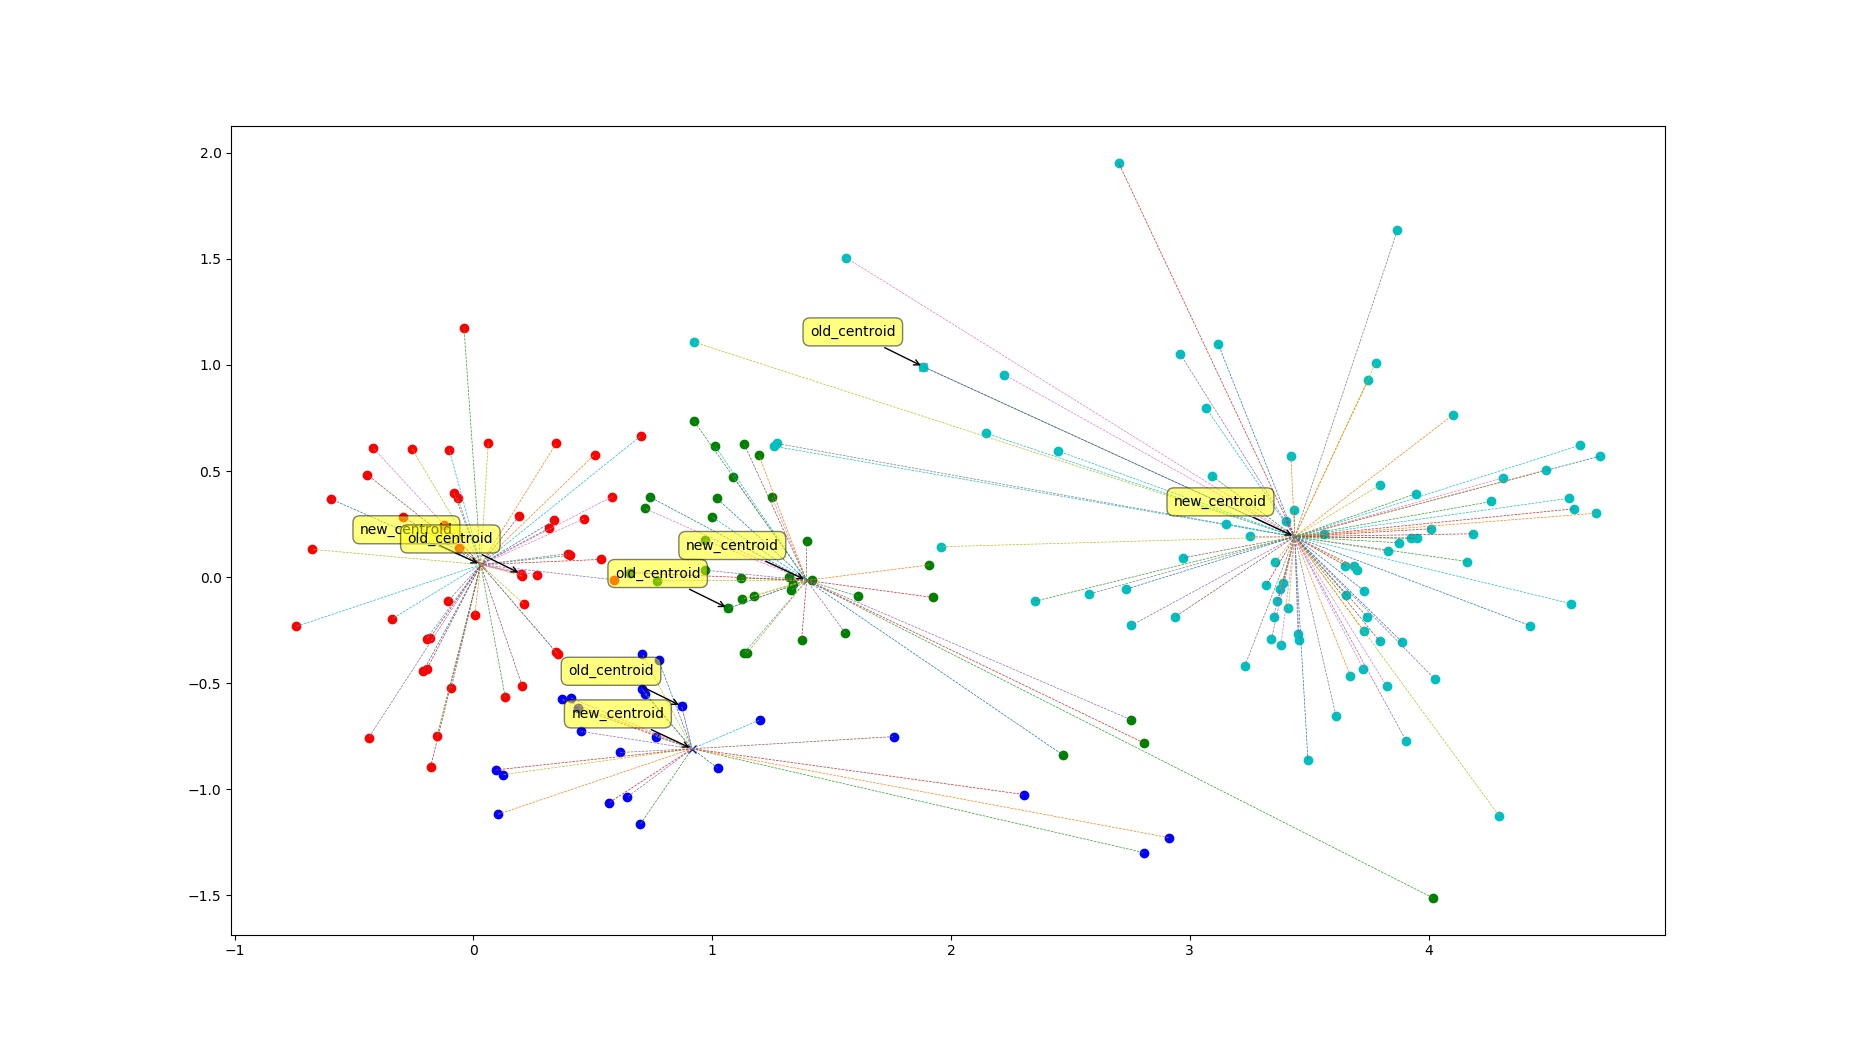 2.0
1.5
old_centroid
1.0
0.5
new_centroid
new_centroid
old_centroid
new_centroid
old_centroid
0.0
old_centroid
−0.5
new_centroid
−1.0
−1.5
−1 0 1 2 3 4